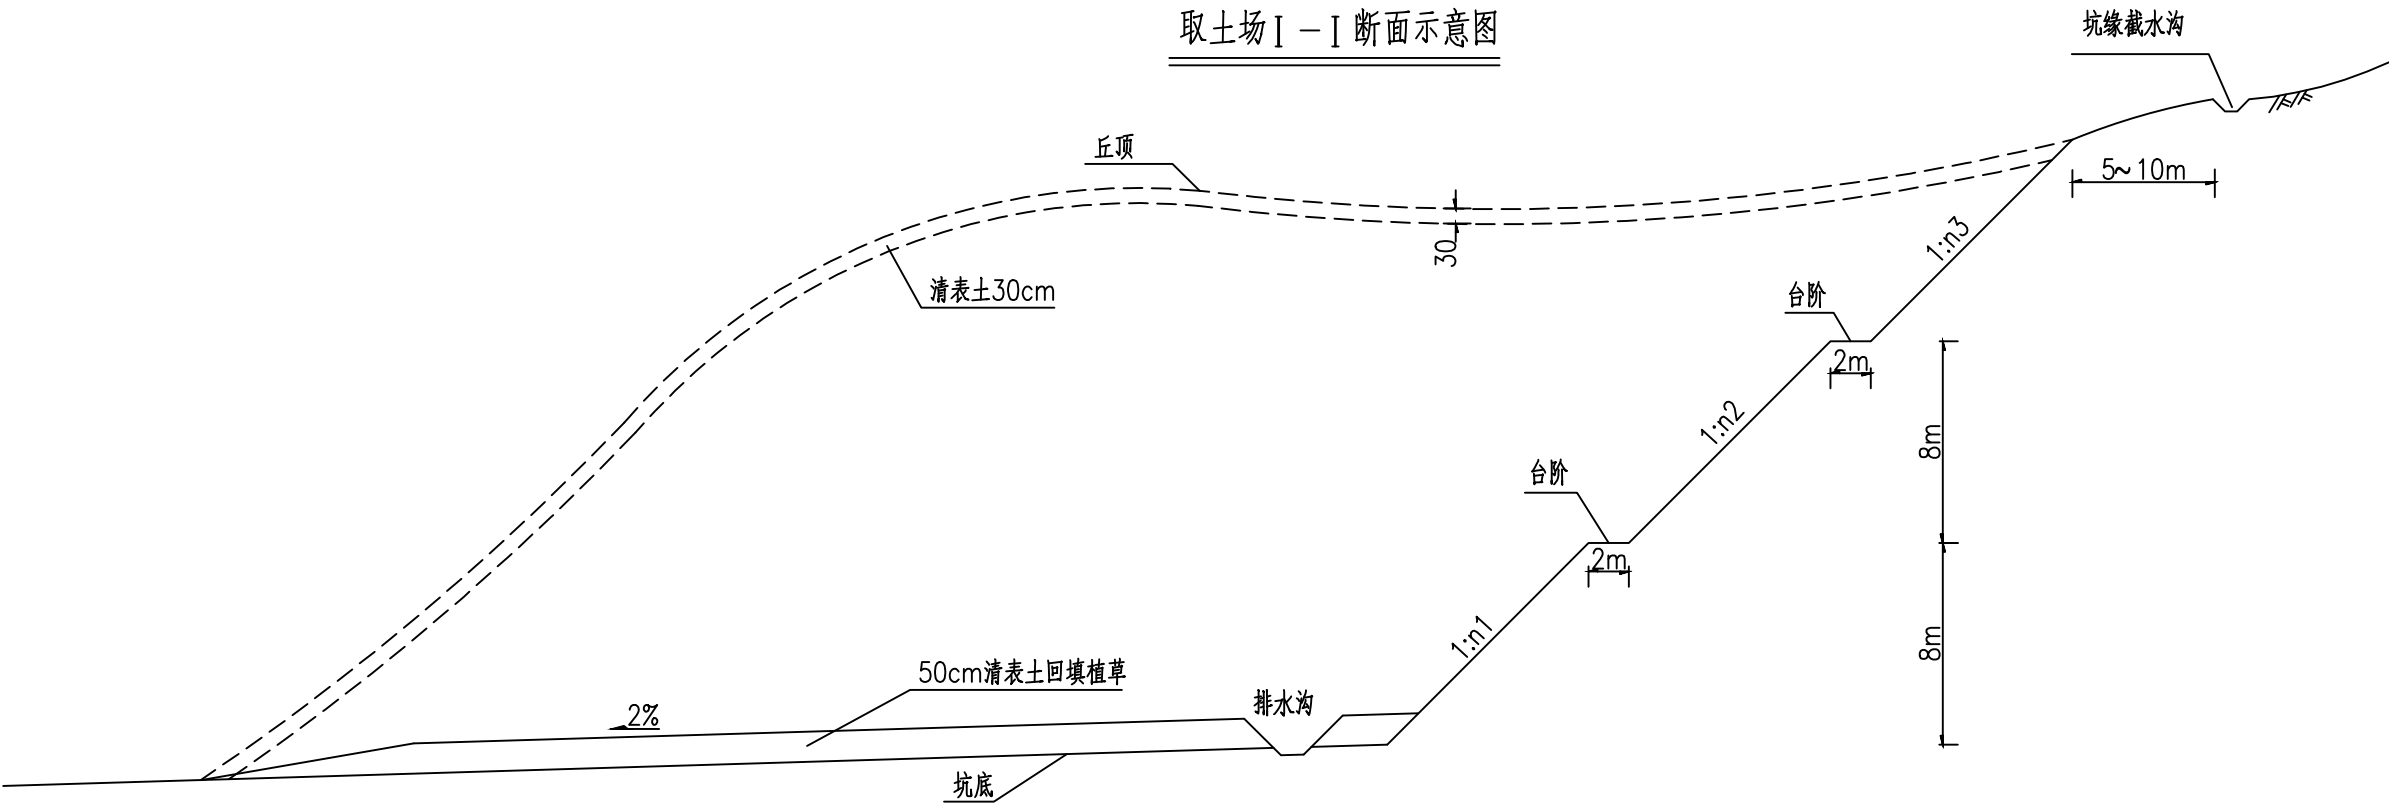 取土场I-I断面示意图
坑缘截水沟
丘顶
5~10m
30
1:n3
清表土30cm
台阶
2m
1:n2
8m
台阶
2m
1:n1
8m
50cm清表土回填植草
排水沟
2%
坑底